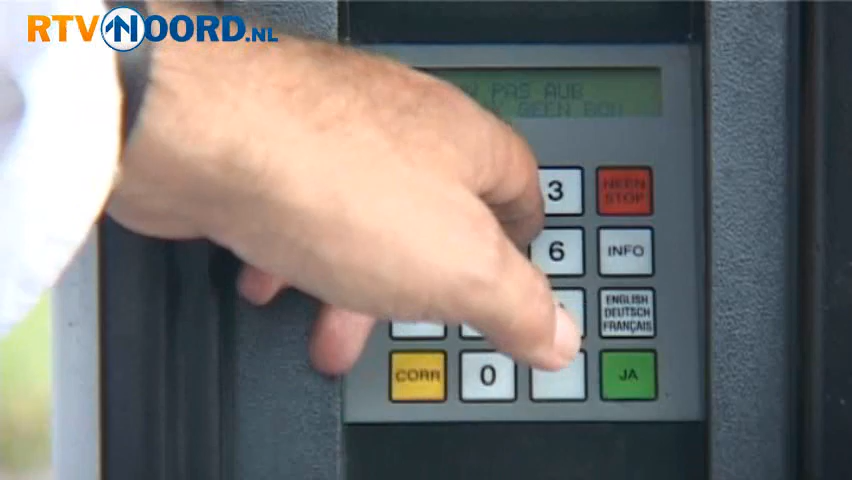 RTV NOORD.NL
PAS AUB
GEEN BON
3
NEEN
STOP
6
INFO
ENGLISH
DEUTSCH
FRANÇAIS
CORR
0
JA